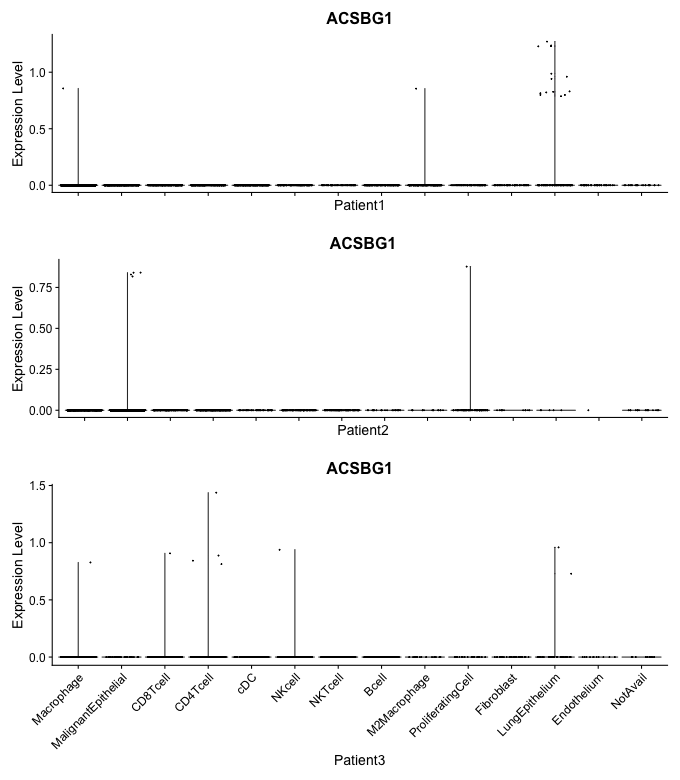 ACSBG1
Expression Level
1.0
0.5
0.0
Patient1
ACSBG1
Expression Level
0.75
0.50
0.25
0.00
Patient2
ACSBG1
Expression Level
1.5
1.0
0.5
0.0
Macrophage
MalignantEpithelial
CD8Tcell
CD4Tcell
cDC
NKcell
NKTcell
Bcell
M2Macrophage
ProliferatingCell
Fibroblast
LungEpithelium
Endothelium
NotAvail
Patient3